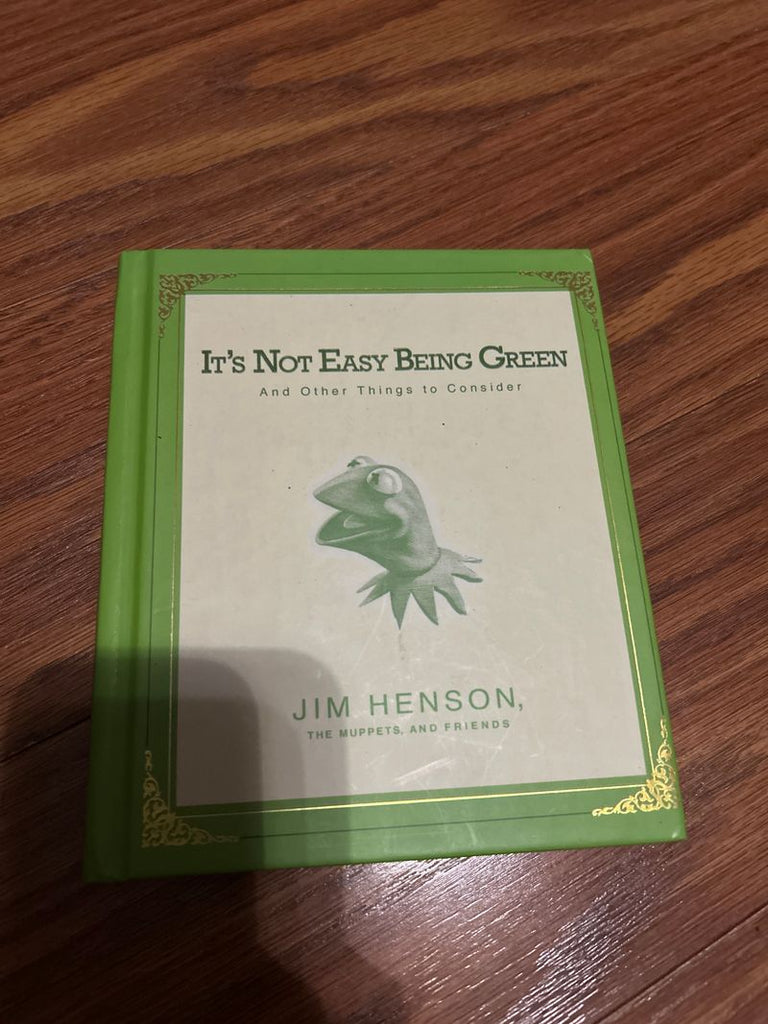 It's Not Easy Being Green
And Other Things to Consider
JIM HENSON,
THE MUPPETS, AND FRIENDS